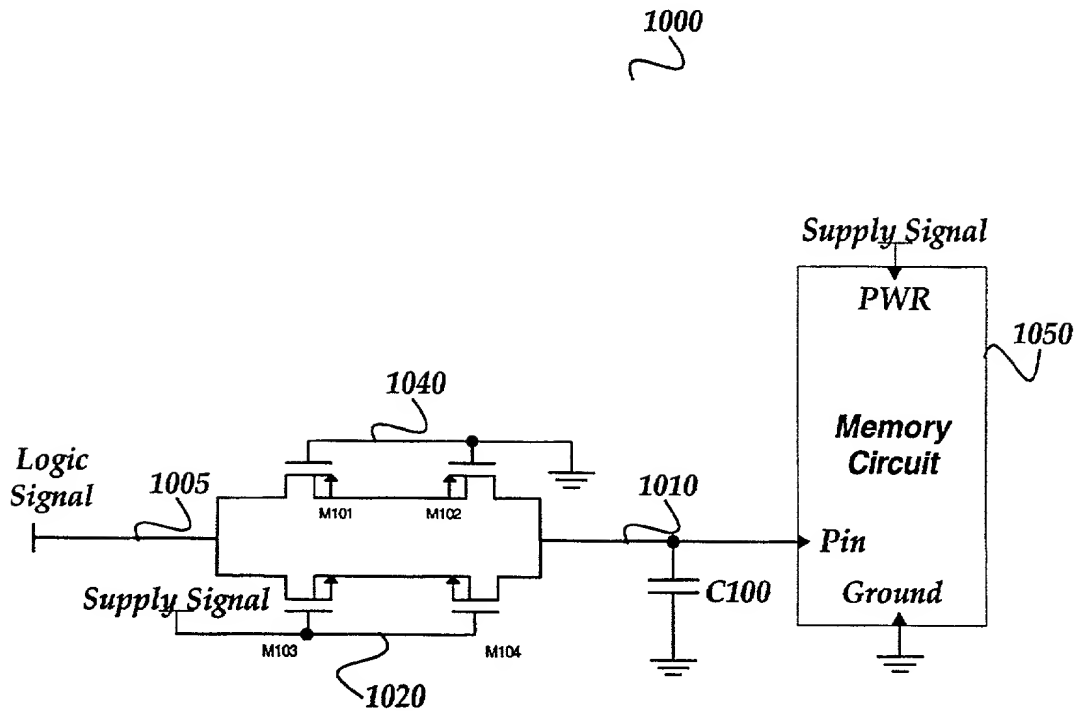 1000
Supply Signal
PWR
1050
1040
Memory
Circuit
Logic
Signal
1005
M101
M102
1010
Pin
Supply Signal
C100
Ground
M103
M104
1020